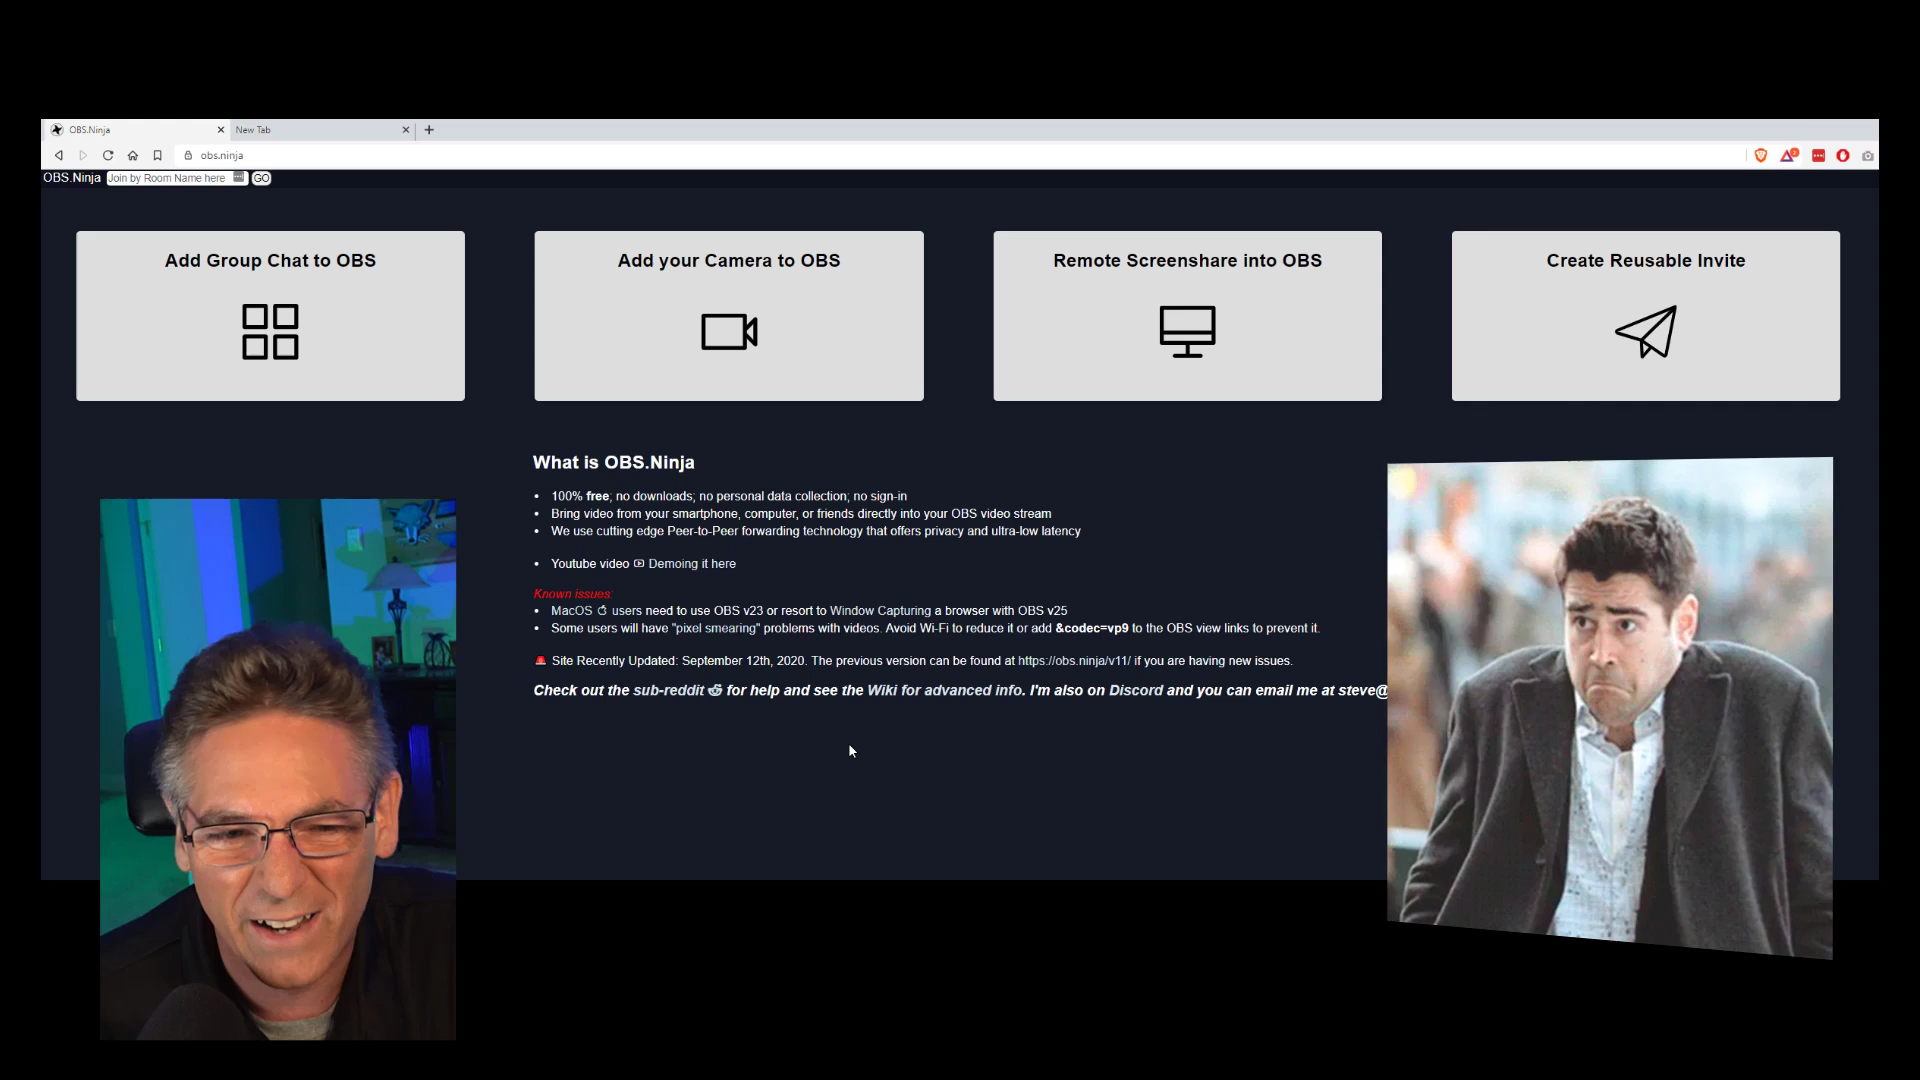 OBS.Ninja
New Tab
obs.ninja
2
OBS.Ninja Join by Room Name here GO
Add Group Chat to OBS
Add your Camera to OBS
Remote Screenshare into OBS
Create Reusable Invite
What is OBS.Ninja
• 100% free; no downloads; no personal data collection; no sign-in
• Bring video from your smartphone, computer, or friends directly into your OBS video stream
• We use cutting edge Peer-to-Peer forwarding technology that offers privacy and ultra-low latency
• Youtube video Demoing it here
Known issues:
• MacOS users need to use OBS v23 or resort to Window Capturing a browser with OBS v25
• Some users will have "pixel smearing" problems with videos. Avoid Wi-Fi to reduce it or add &codec=vp9 to the OBS view links to prevent it.
Site Recently Updated: September 12th, 2020. The previous version can be found at https://obs.ninja/v11/ if you are having new issues.
Check out the sub-reddit for help and see the Wiki for advanced info. I'm also on Discord and you can email me at steve@